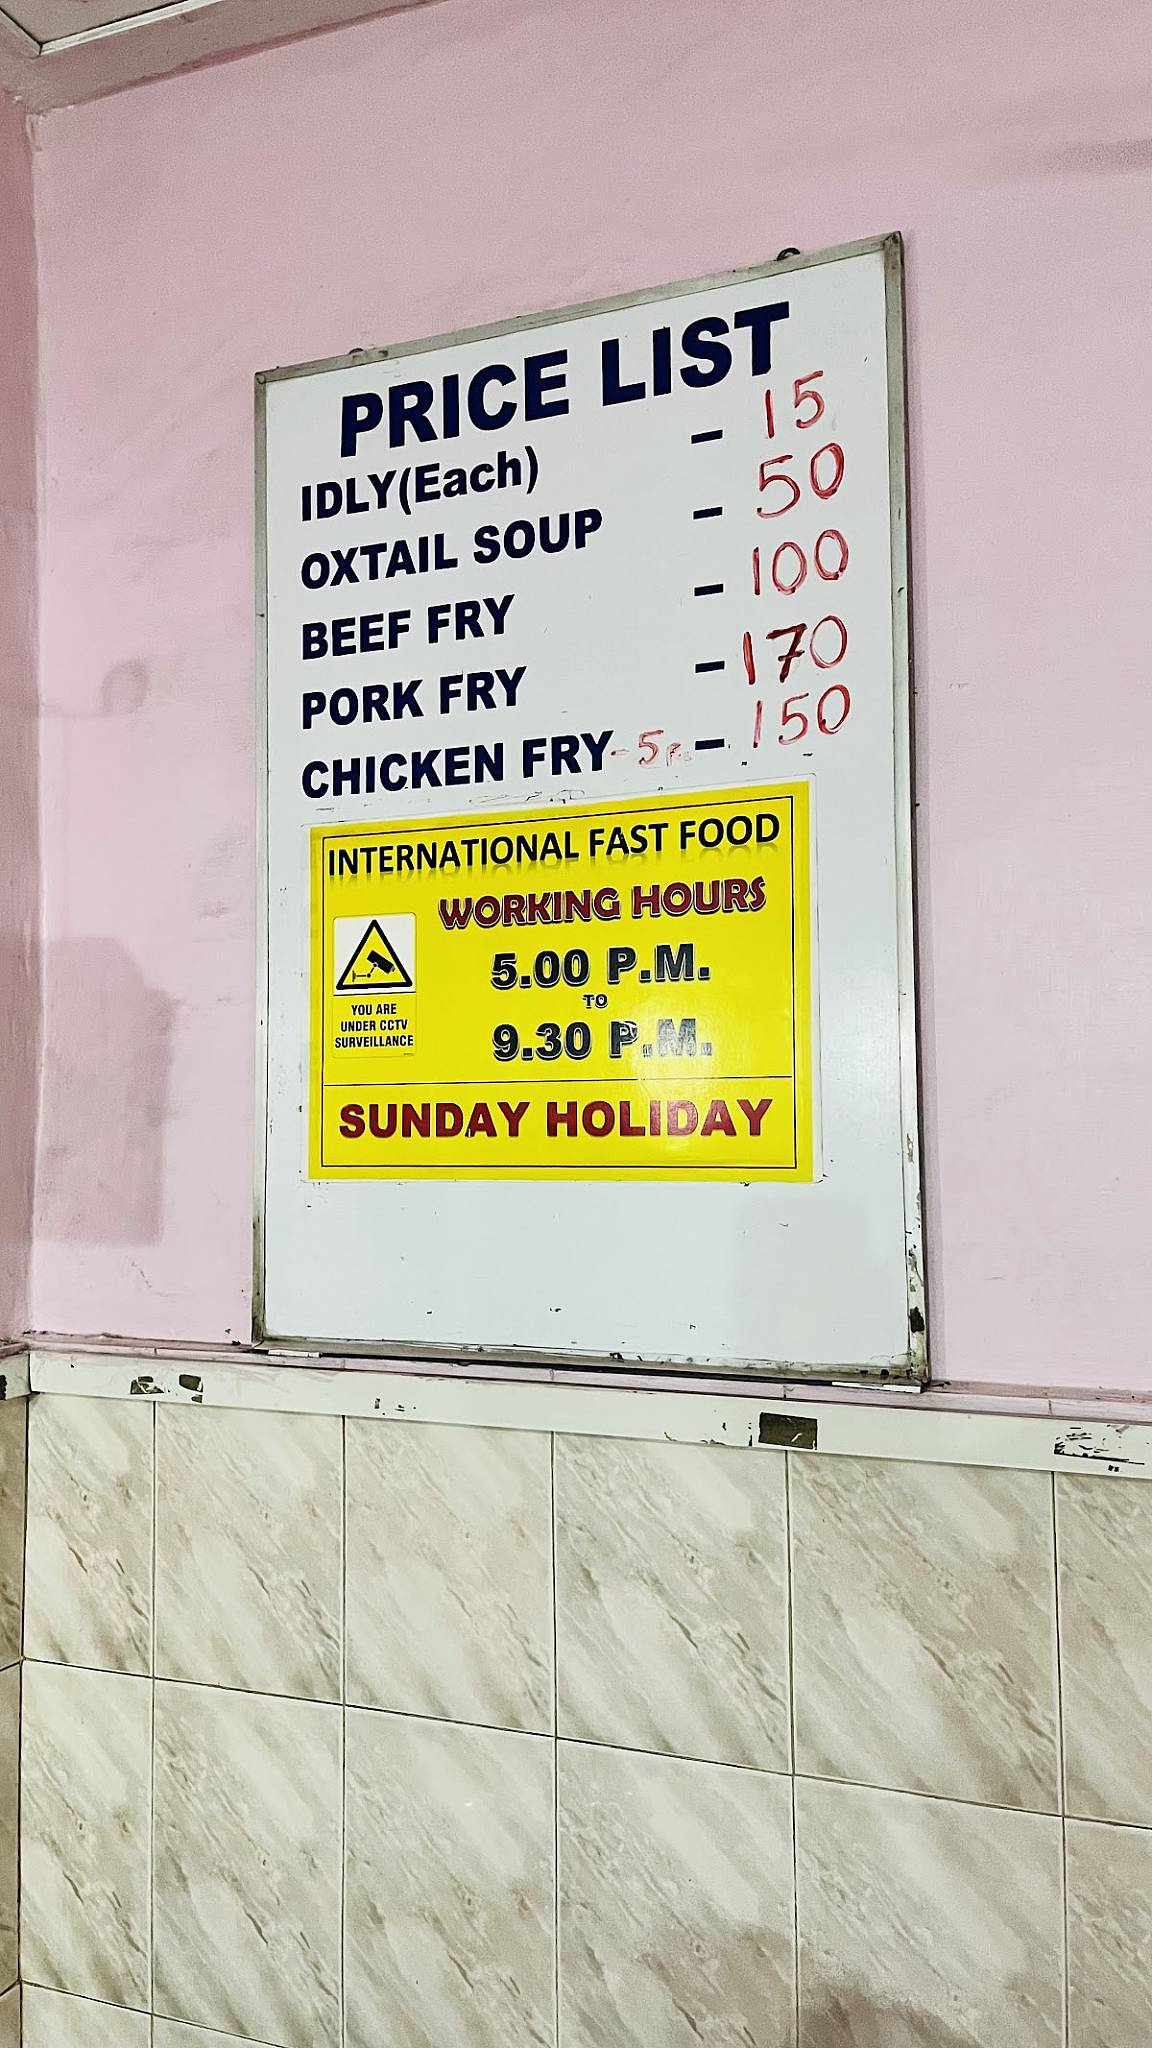 PRICE LIST
IDLY(Each) - 15
OXTAIL SOUP - 50
BEEF FRY - 100
PORK FRY - 170
CHICKEN FRY - 5 - 150
INTERNATIONAL FAST FOOD
WORKING HOURS
5.00 P.M.
TO
9.30 P.M.
YOU ARE
UNDER CCTV
SURVEILLANCE
SUNDAY HOLIDAY